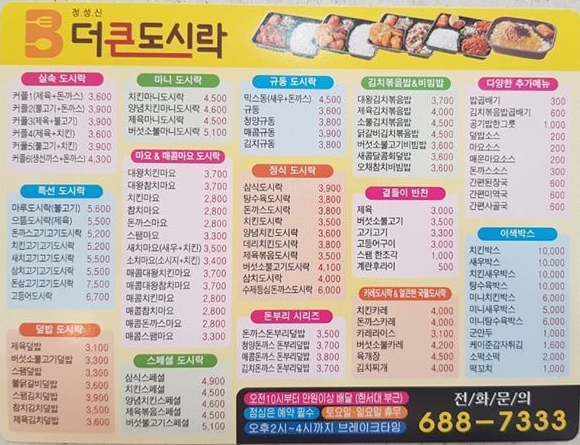 정.성.신
더큰도시락
실속 도시락
커플1(제육+돈까스) 3,600
커플2(불고기+돈까스) 3,900
커플3(제육+불고기) 3,900
커플4(제육+치킨) 3,600
커플5(불고기+치킨) 3,900
커플6(생선까스+돈까스) 4,300
특선 도시락
마루도시락(불고기) 5,600
으뜸도시락(제육) 5,500
돈까스고기고기도시락 5,200
치킨고기고기도시락 5,200
새치고기고기도시락 5,500
삼치고기고기도시락 5,500
돈삼고기고기도시락 7,500
고등어도시락 6,700
덮밥 도시락
제육덮밥 3,100
버섯소불고기덮밥 3,300
스팸덮밥 3,300
불닭갈비덮밥 3,600
스팸김치덮밥 3,900
참치김치덮밥 3,500
돈까스김치덮밥 3,500
마니 도시락
치킨마니도시락 4,500
양념치킨마니도시락 4,600
제육마니도시락 4,500
버섯소불고기마니도시락 5,100
마요 & 매콤마요 도시락
대왕치킨마요 3,700
대왕참치마요 3,700
치킨마요 2,800
참치마요 2,800
돈까스마요 2,800
스팸마요 3,300
새치마요(새우+치킨) 3,500
소치마요(소시지+치킨) 3,400
매콤대왕치킨마요 3,700
매콤대왕참치마요 3,700
매콤치킨마요 2,800
매콤참치마요 2,800
매콤돈까스마요 2,800
매콤스팸마요 3,300
스페셜 도시락
삼식스페셜 4,900
치킨스페셜 4,500
양념치킨스페셜 4,600
제육볶음스페셜 4,500
버섯소불고기스페셜 5,100
규동 도시락
믹스동(새우+돈까스) 4,500
규동 3,600
청양규동 3,800
매콤규동 3,900
김치규동 3,800
정식 도시락
삼식도시락 3,900
탕수육도시락 3,800
돈까스도시락 3,800
치킨도시락 3,500
양념치킨도시락 3,600
데리치킨도시락 3,800
제육볶음도시락 3,500
버섯소불고기도시락 4,100
삼치도시락 4,000
수제등심돈까스도시락 6,000
돈부리 시리즈
돈까스돈부리덮밥 3,500
청양돈까스돈부리덮밥 3,700
매콤돈까스돈부리덮밥 3,800
김치돈까스돈부리덮밥 3,700
김치볶음밥&비빔밥
대왕김치볶음밥 3,700
제육김치볶음밥 4,000
소불김치볶음밥 4,500
닭갈비김치볶음밥 4,500
버섯소불고기비빔밥 3,600
새콤달콤회덮밥 3,600
오채참치비빔밥 3,600
곁들이 반찬
제육 3,000
버섯소불고기 3,500
고기고기 3,300
고등어구이 3,000
스팸 한조각 1,000
계란후라이 500
카레도시락 & 얼큰한 국물도시락
치킨카레 4,000
돈까스카레 4,000
카레라이스 3,100
버섯소불카레 4,200
육개장 4,500
김치찌개 4,000
다양한 추가메뉴
밥곱빼기 300
김치볶음밥곱빼기 600
공기밥한그릇 1,000
덮밥소스 200
마요소스 200
매운마요소스 200
돈까스소스 300
간편된장국 600
간편미역국 600
간편사골국 600
이색박스
치킨박스 10,000
새우박스 10,000
치킨새우박스 10,000
탕수육박스 10,000
미니치킨박스 6,000
미니새우박스 5,000
미니탕수육박스 6,000
군만두 1,000
케이준감자튀김 1,600
소떡소떡 2,000
떡꼬치 1,000
오전10시부터 만원이상 배달 (한서대 부근)
점심은 예약 필수 토요일·일요일 휴무
오후2시~4시까지 브레이크타임
전/화/문/의
688-7333